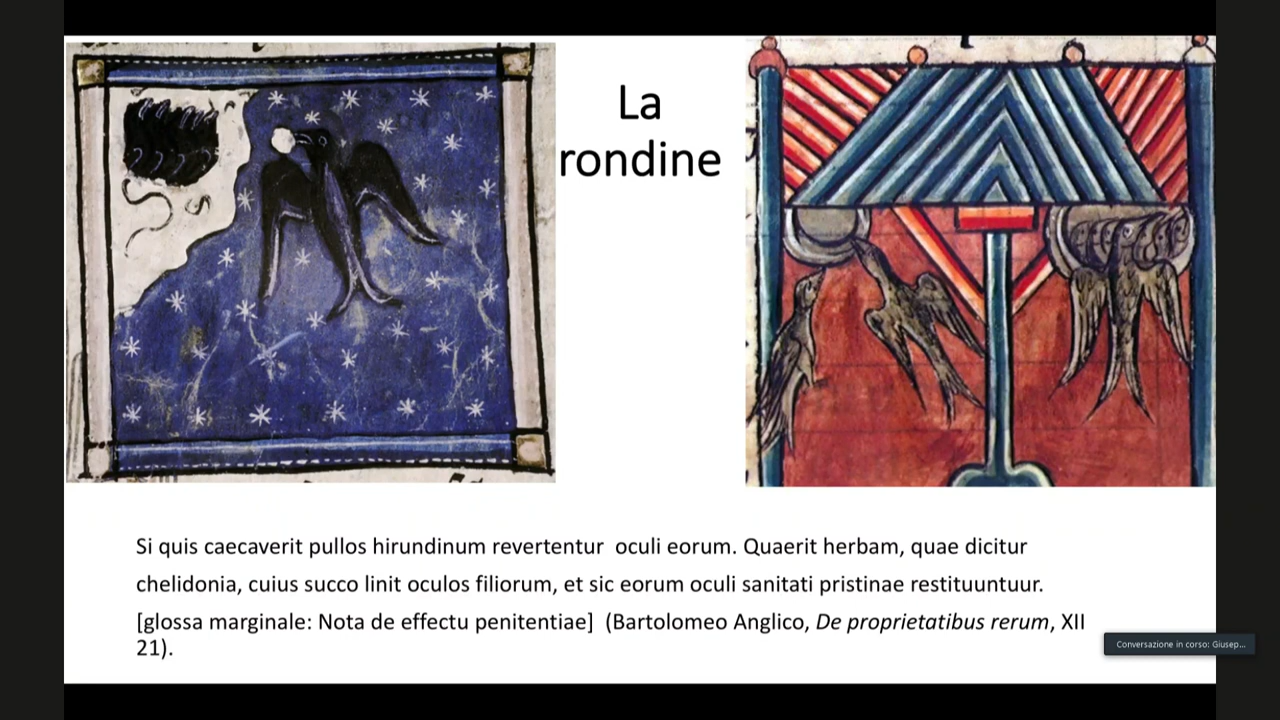 La
rondine
Si quis caecaverit pullos hirundinum revertentur oculi eorum. Quaerit herbam, quae dicitur
chelidonia, cuius succo linit oculos filiorum, et sic eorum oculi sanitati pristinae restituuntuur.
[glossa marginale: Nota de effectu penitentiae] (Bartolomeo Anglico, De proprietatibus rerum, XII
21).
Conversazione in corso: Giusep...